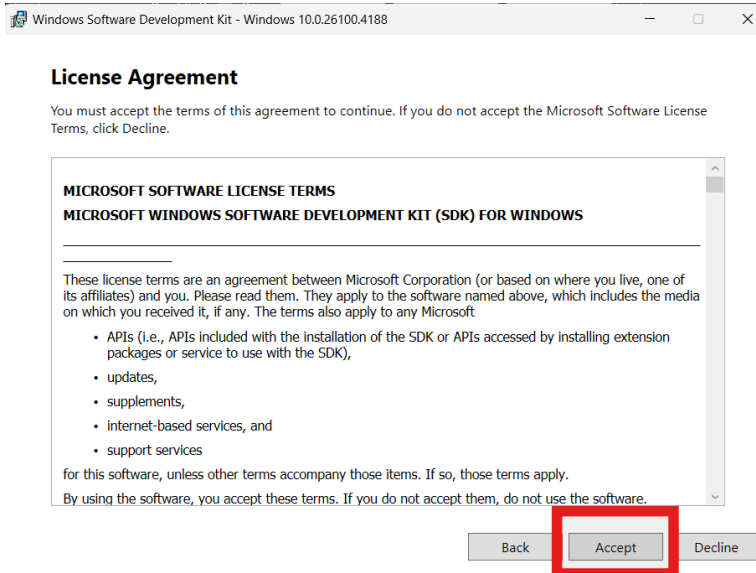 Windows Software Development Kit - Windows 10.0.26100.4188
License Agreement
You must accept the terms of this agreement to continue. If you do not accept the Microsoft Software License
Terms, click Decline.
MICROSOFT SOFTWARE LICENSE TERMS
MICROSOFT WINDOWS SOFTWARE DEVELOPMENT KIT (SDK) FOR WINDOWS
These license terms are an agreement between Microsoft Corporation (or based on where you live, one of
its affiliates) and you. Please read them. They apply to the software named above, which includes the media
on which you received it, if any. The terms also apply to any Microsoft
• APIs (i.e., APIs included with the installation of the SDK or APIs accessed by installing extension
packages or service to use with the SDK),
• updates,
• supplements,
• internet-based services, and
• support services
for this software, unless other terms accompany those items. If so, those terms apply.
By using the software, you accept these terms. If you do not accept them, do not use the software.
Back Accept Decline